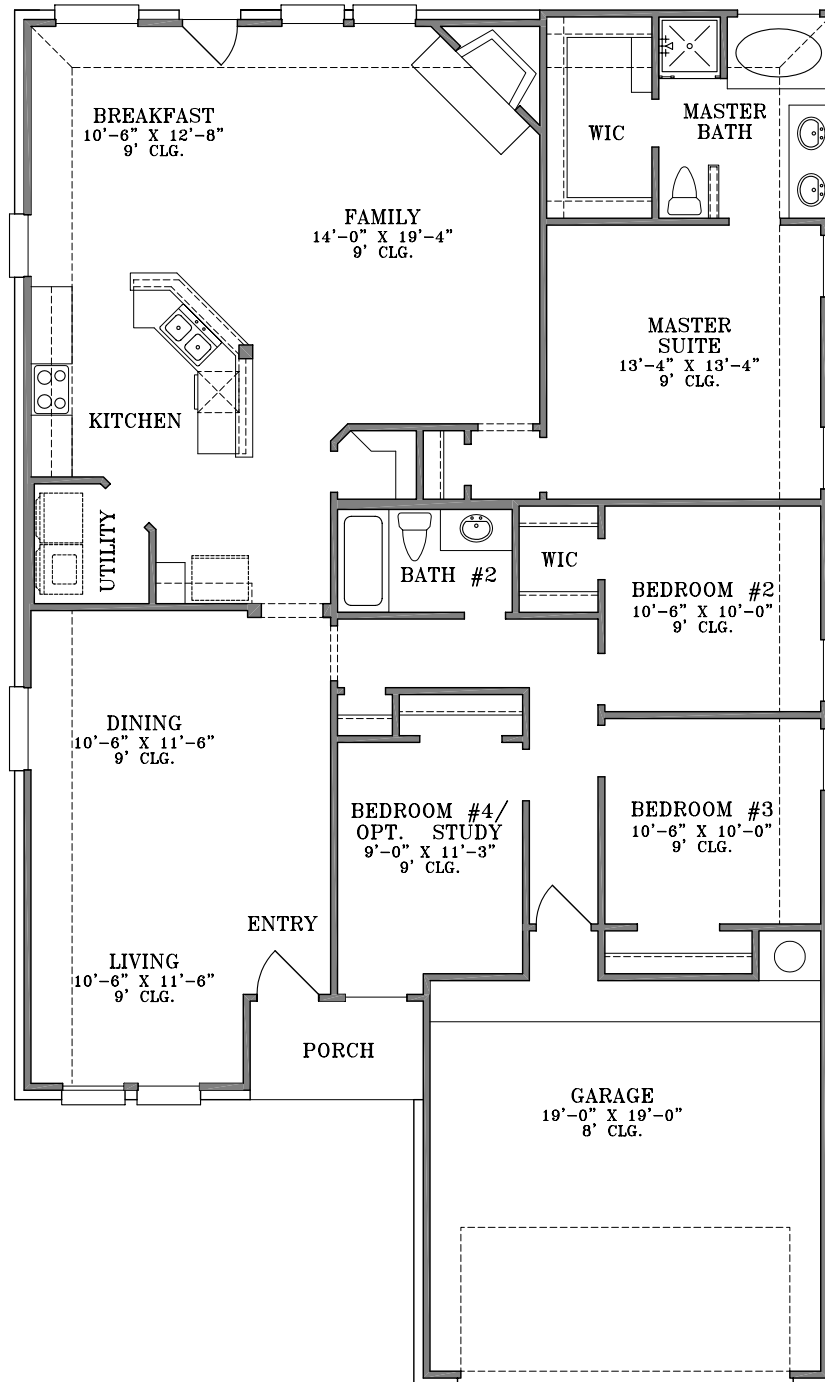 BREAKFAST
10'-6" X 12'-8"
9' CLG.
WIC
MASTER
BATH
FAMILY
14'-0" X 19'-4"
9' CLG.
MASTER
SUITE
13'-4" X 13'-4"
9' CLG.
KITCHEN
UTILITY
BATH #2
WIC
BEDROOM #2
10'-6" X 10'-0"
9' CLG.
DINING
10'-6" X 11'-6"
9' CLG.
BEDROOM #4/
OPT. STUDY
9'-0" X 11'-3"
9' CLG.
BEDROOM #3
10'-6" X 10'-0"
9' CLG.
ENTRY
LIVING
10'-6" X 11'-6"
9' CLG.
PORCH
GARAGE
19'-0" X 19'-0"
8' CLG.